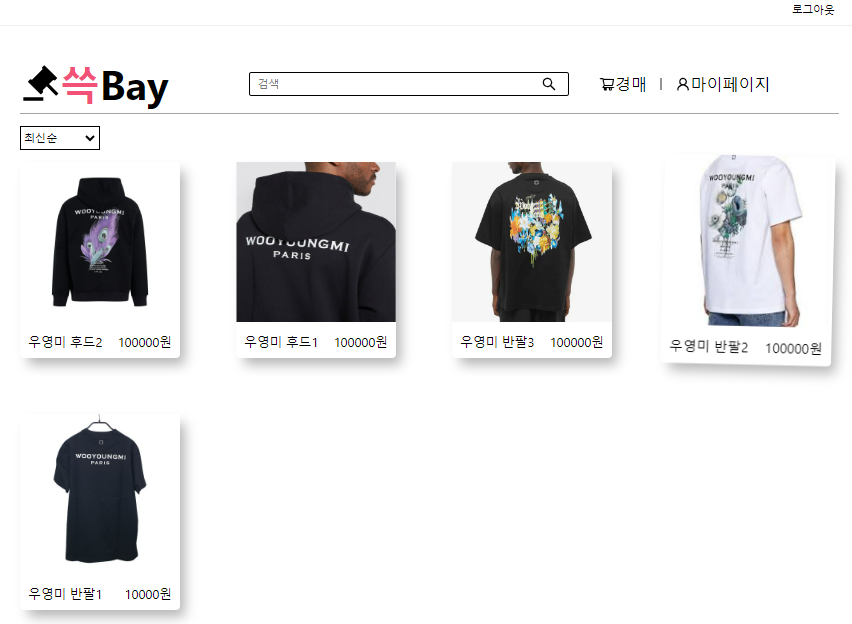 로그아웃
쓱Bay
검색
경매 | 마이페이지
최신순
WOOYOUNGMI
PARIS
우영미 후드2 100000원
WOOYOUNGMI
PARIS
우영미 후드1 100000원
우영미 반팔3 100000원
WOOYOUNGMI
PARIS
우영미 반팔2 100000원
WOOYOUNGMI
PARIS
우영미 반팔1 10000원